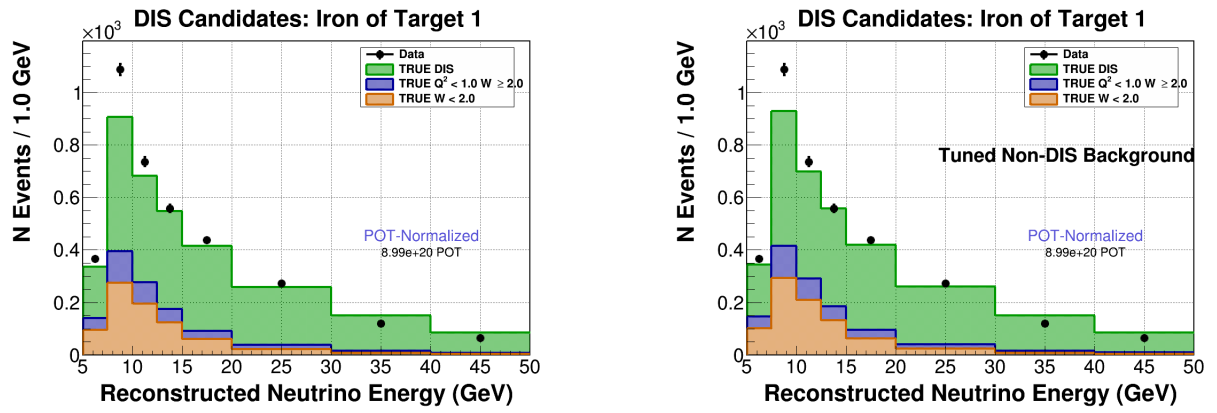 DIS Candidates: Iron of Target 1
×10³
N Events / 1.0 GeV
Data
TRUE DIS
TRUE Q² < 1.0 W ≥ 2.0
TRUE W < 2.0
1
0.8
0.6
0.4
0.2
0
POT-Normalized
8.99e+20 POT
5 10 15 20 25 30 35 40 45 50
Reconstructed Neutrino Energy (GeV)
DIS Candidates: Iron of Target 1
×10³
N Events / 1.0 GeV
Data
TRUE DIS
TRUE Q² < 1.0 W ≥ 2.0
TRUE W < 2.0
1
0.8
Tuned Non-DIS Background
0.6
0.4
0.2
0
POT-Normalized
8.99e+20 POT
5 10 15 20 25 30 35 40 45 50
Reconstructed Neutrino Energy (GeV)